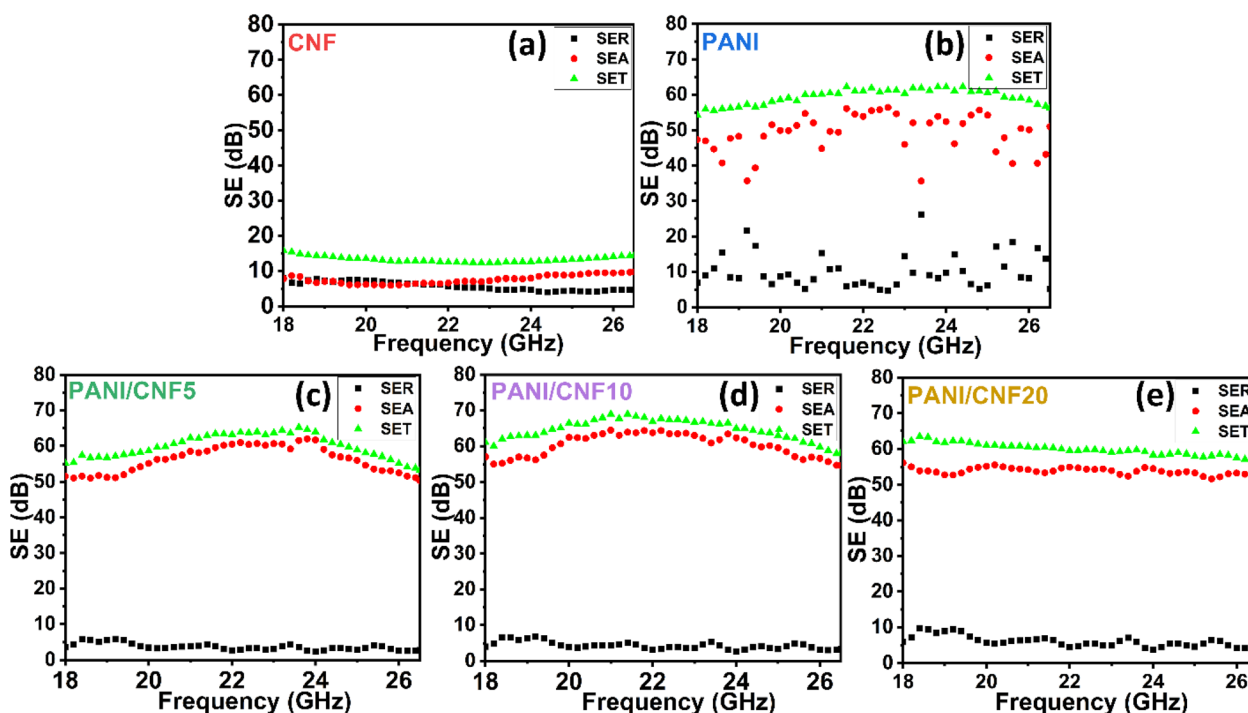 CNF
(a)
SER
SEA
SET
80
70
60
50
40
30
20
10
0
SE (dB)
18
20
22
24
26
Frequency (GHz)
PANI
(b)
SER
SEA
SET
80
70
60
50
40
30
20
10
0
SE (dB)
18
20
22
24
26
Frequency (GHz)
PANI/CNF5
(c)
SER
SEA
SET
80
70
60
50
40
30
20
10
0
SE (dB)
18
20
22
24
26
Frequency (GHz)
PANI/CNF10
(d)
SER
SEA
SET
80
70
60
50
40
30
20
10
0
SE (dB)
18
20
22
24
26
Frequency (GHz)
PANI/CNF20
(e)
SER
SEA
SET
80
70
60
50
40
30
20
10
0
SE (dB)
18
20
22
24
26
Frequency (GHz)